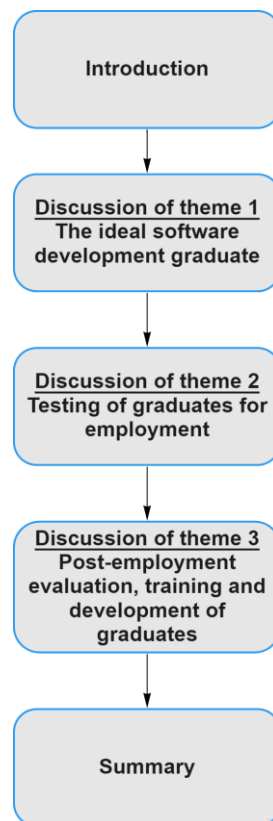 Introduction
Discussion of theme 1
The ideal software
development graduate
Discussion of theme 2
Testing of graduates for
employment
Discussion of theme 3
Post-employment
evaluation, training and
development of
graduates
Summary